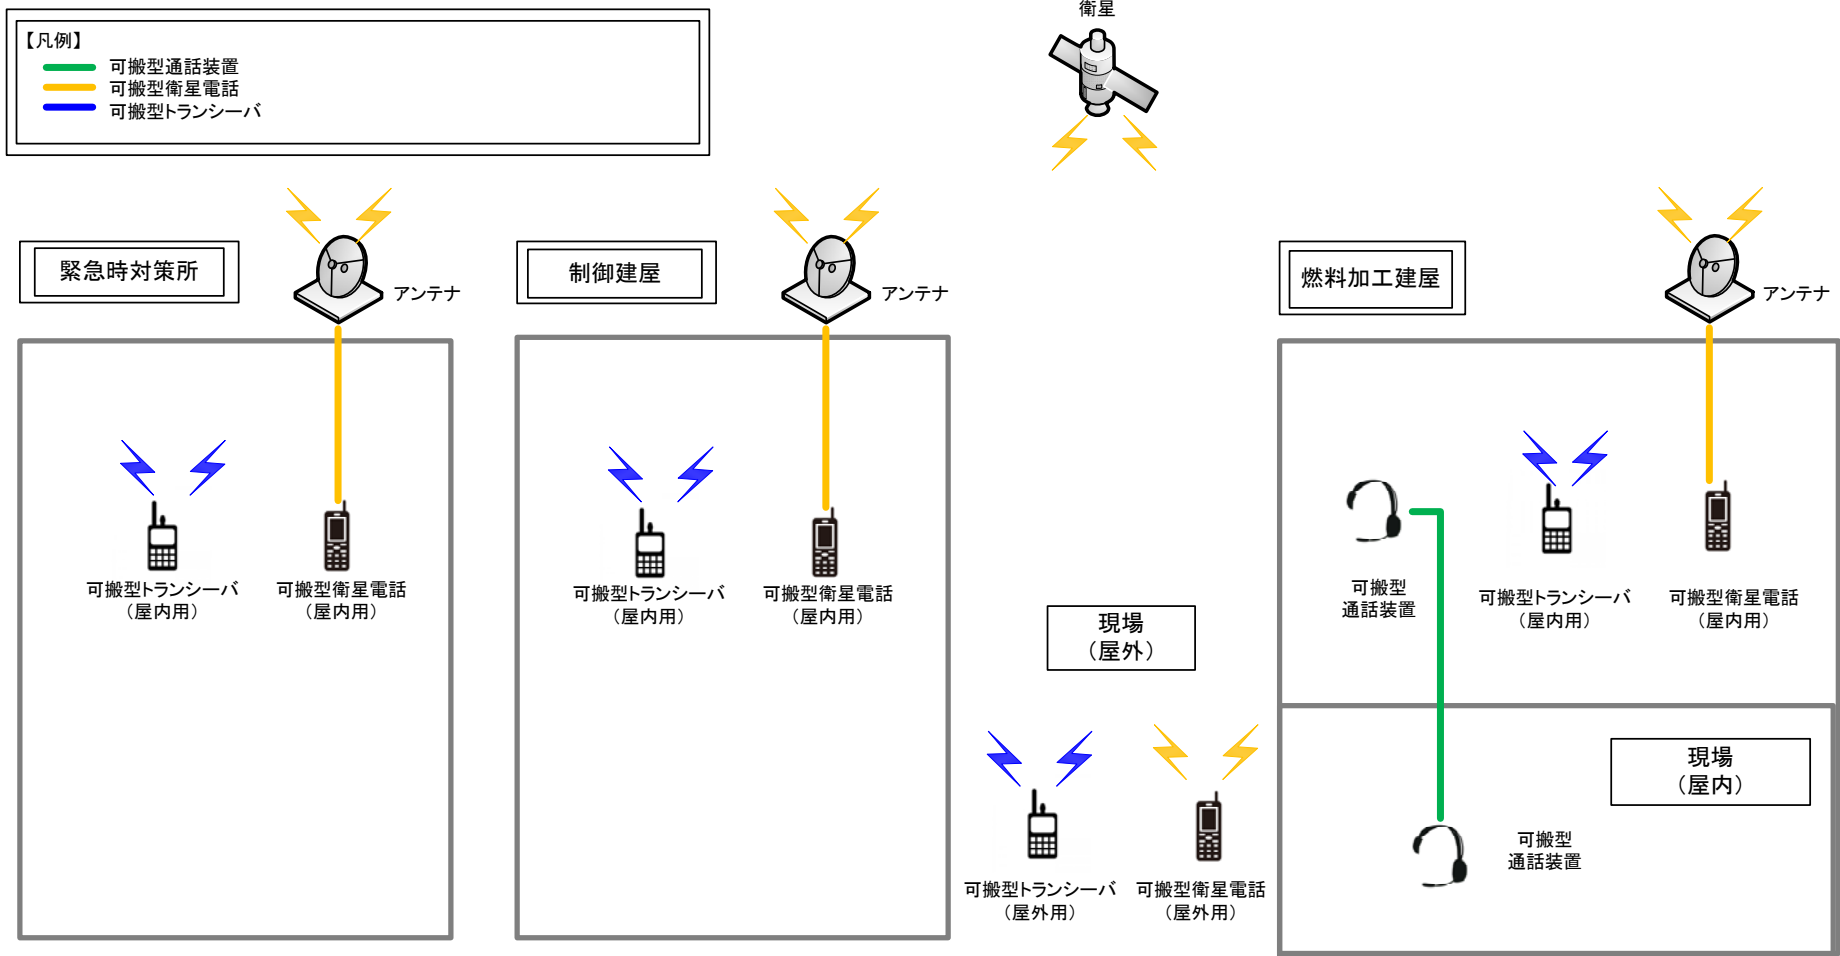 衛星
【凡例】
可搬型通話装置
可搬型衛星電話
可搬型トランシーバ
緊急時対策所
アンテナ
制御建屋
アンテナ
燃料加工建屋
アンテナ
可搬型トランシーバ
（屋内用）
可搬型衛星電話
（屋内用）
可搬型トランシーバ
（屋内用）
可搬型衛星電話
（屋内用）
可搬型
通話装置
可搬型トランシーバ
（屋内用）
可搬型衛星電話
（屋内用）
現場
（屋外）
可搬型トランシーバ
（屋外用）
可搬型衛星電話
（屋外用）
現場
（屋内）
可搬型
通話装置